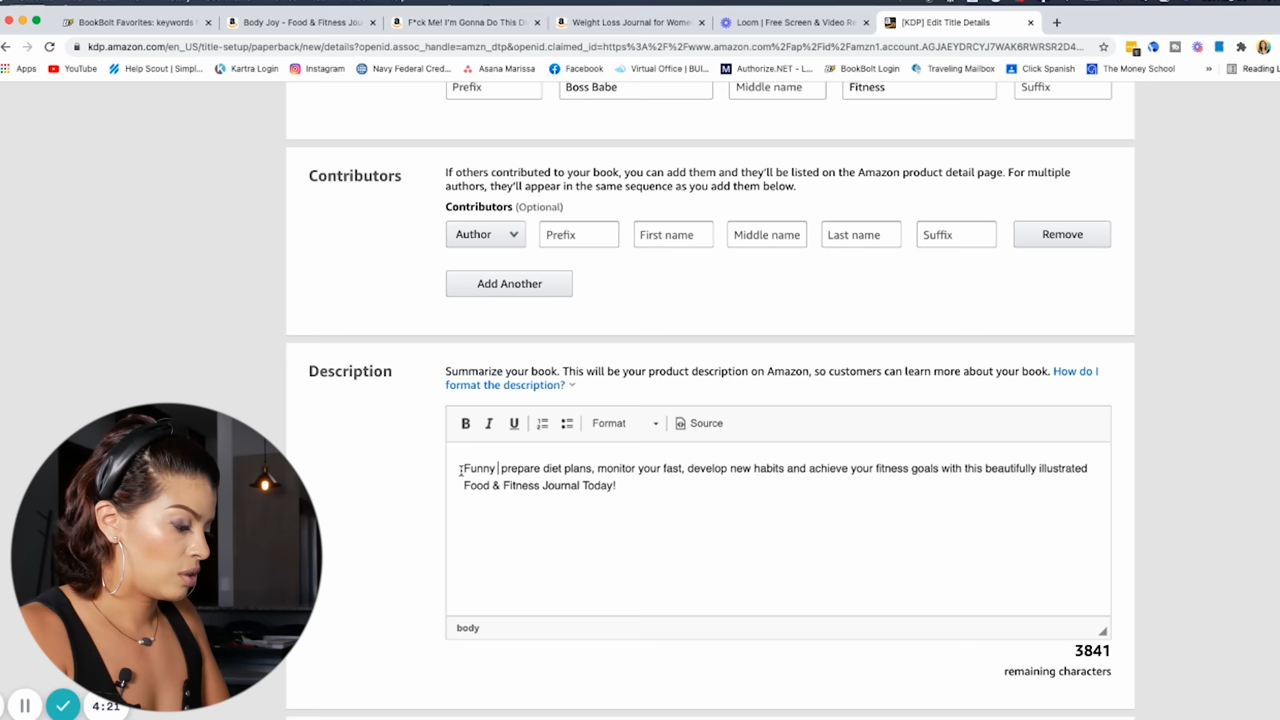 BookBolt Favorites: keywords
Body Joy - Food & Fitness Jou
F*ck Me! I'm Gonna Do This D
Weight Loss Journal for Wome
Loom | Free Screen & Video Re
[KDP] Edit Title Details
kdp.amazon.com/en_US/title-setup/paperback/new/details?openid.assoc_handle=amzn_dtp&openid.claimed_id=https%3A%2F%2Fwww.amazon.com%2Fap%2Fid%2Famzn1.account.AGJAEYDRCYJ7WAK6RWRSR2D4...
Apps
YouTube
Help Scout | Simpl...
Kartra Login
Instagram
Navy Federal Cred...
Asana Marissa
Facebook
Virtual Office | BUI...
Authorize.NET - L...
BookBolt Login
Traveling Mailbox
Click Spanish
The Money School
»
Reading L
Prefix
Boss Babe
Middle name
Fitness
Suffix
Contributors
If others contributed to your book, you can add them and they'll be listed on the Amazon product detail page. For multiple
authors, they'll appear in the same sequence as you add them below.
Contributors (Optional)
Author
Prefix
First name
Middle name
Last name
Suffix
Remove
Add Another
Description
Summarize your book. This will be your product description on Amazon, so customers can learn more about your book. How do I
format the description?
B I U
Format
Source
Funny prepare diet plans, monitor your fast, develop new habits and achieve your fitness goals with this beautifully illustrated
Food & Fitness Journal Today!
body
3841
remaining characters
4:21